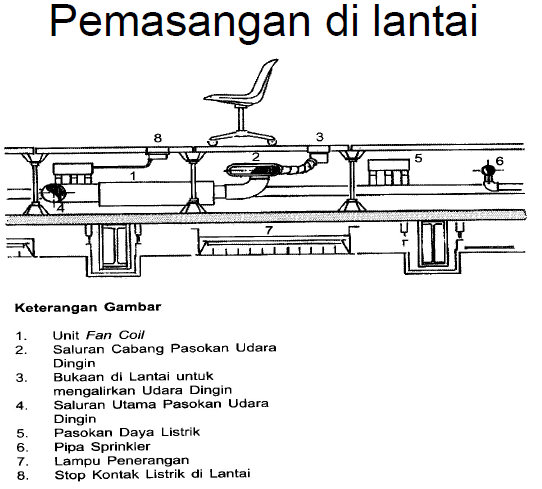 Pemasangan di lantai
8
3
1
2
5
6
4
7
Keterangan Gambar
1. Unit Fan Coil
2. Saluran Cabang Pasokan Udara
Dingin
3. Bukaan di Lantai untuk
mengalirkan Udara Dingin
4. Saluran Utama Pasokan Udara
Dingin
5. Pasokan Daya Listrik
6. Pipa Sprinkler
7. Lampu Penerangan
8. Stop Kontak Listrik di Lantai